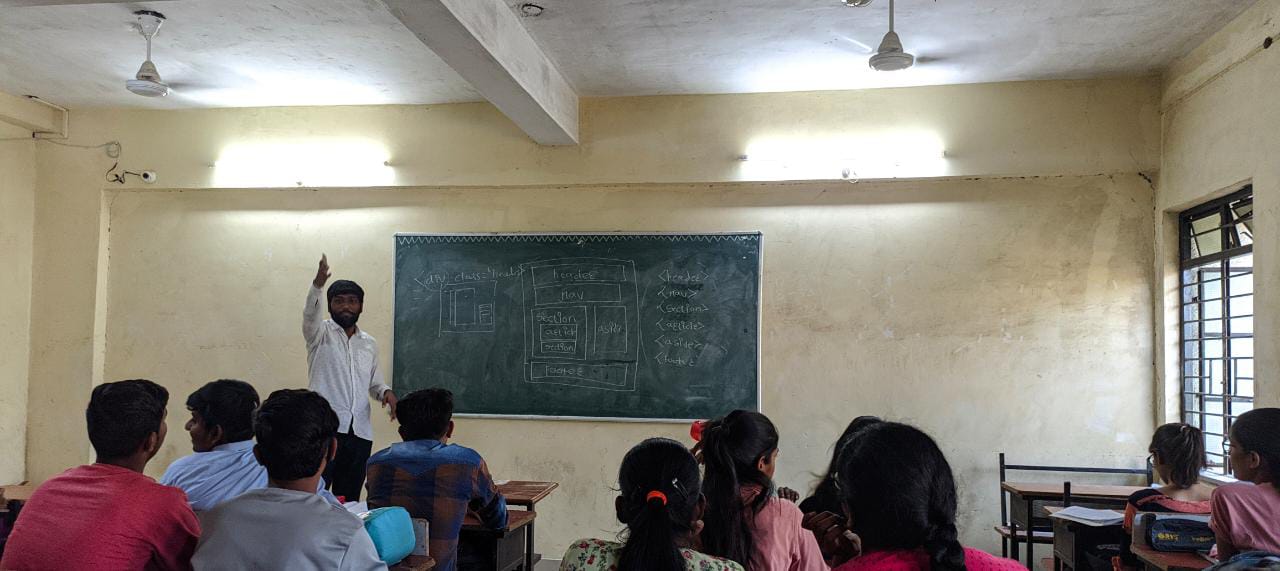 <div class="head">
header
nav
section
article
section
aside
footer
<header>
<nav>
<section>
<article>
<aside>
<footer